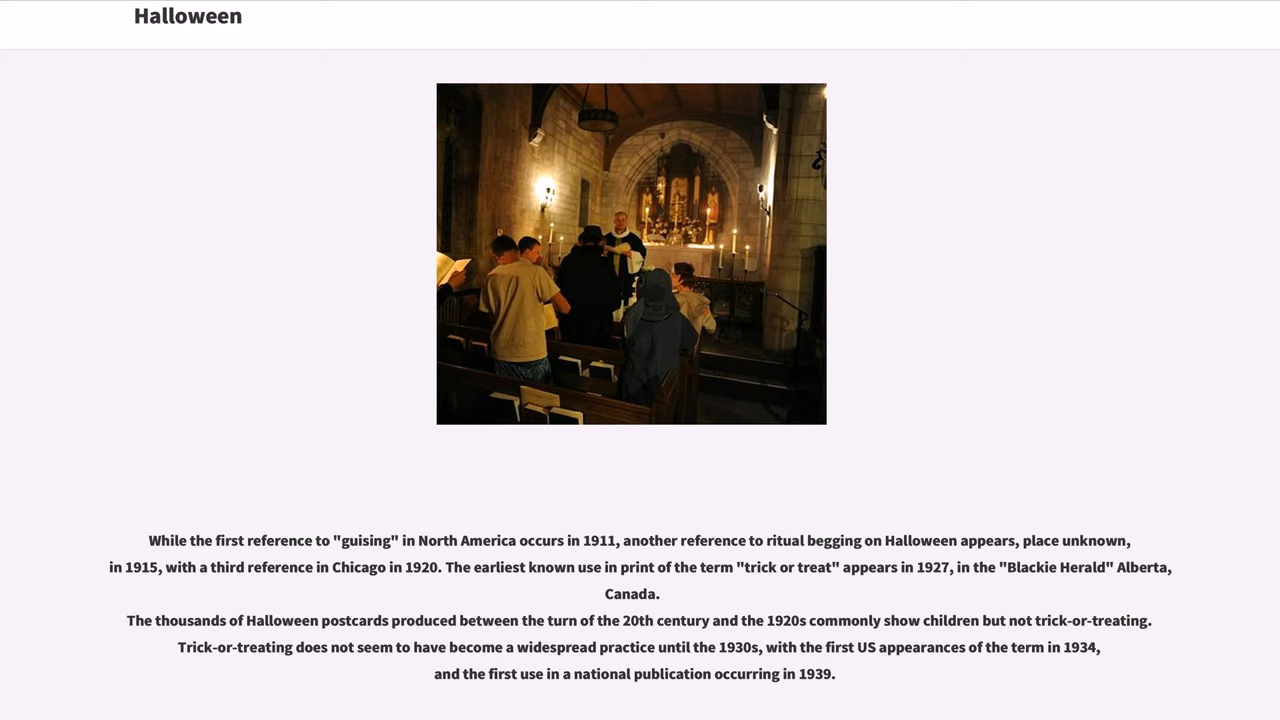 Halloween
While the first reference to "guising" in North America occurs in 1911, another reference to ritual begging on Halloween appears, place unknown,
in 1915, with a third reference in Chicago in 1920. The earliest known use in print of the term "trick or treat" appears in 1927, in the "Blackie Herald" Alberta,
Canada.
The thousands of Halloween postcards produced between the turn of the 20th century and the 1920s commonly show children but not trick-or-treating.
Trick-or-treating does not seem to have become a widespread practice until the 1930s, with the first US appearances of the term in 1934,
and the first use in a national publication occurring in 1939.